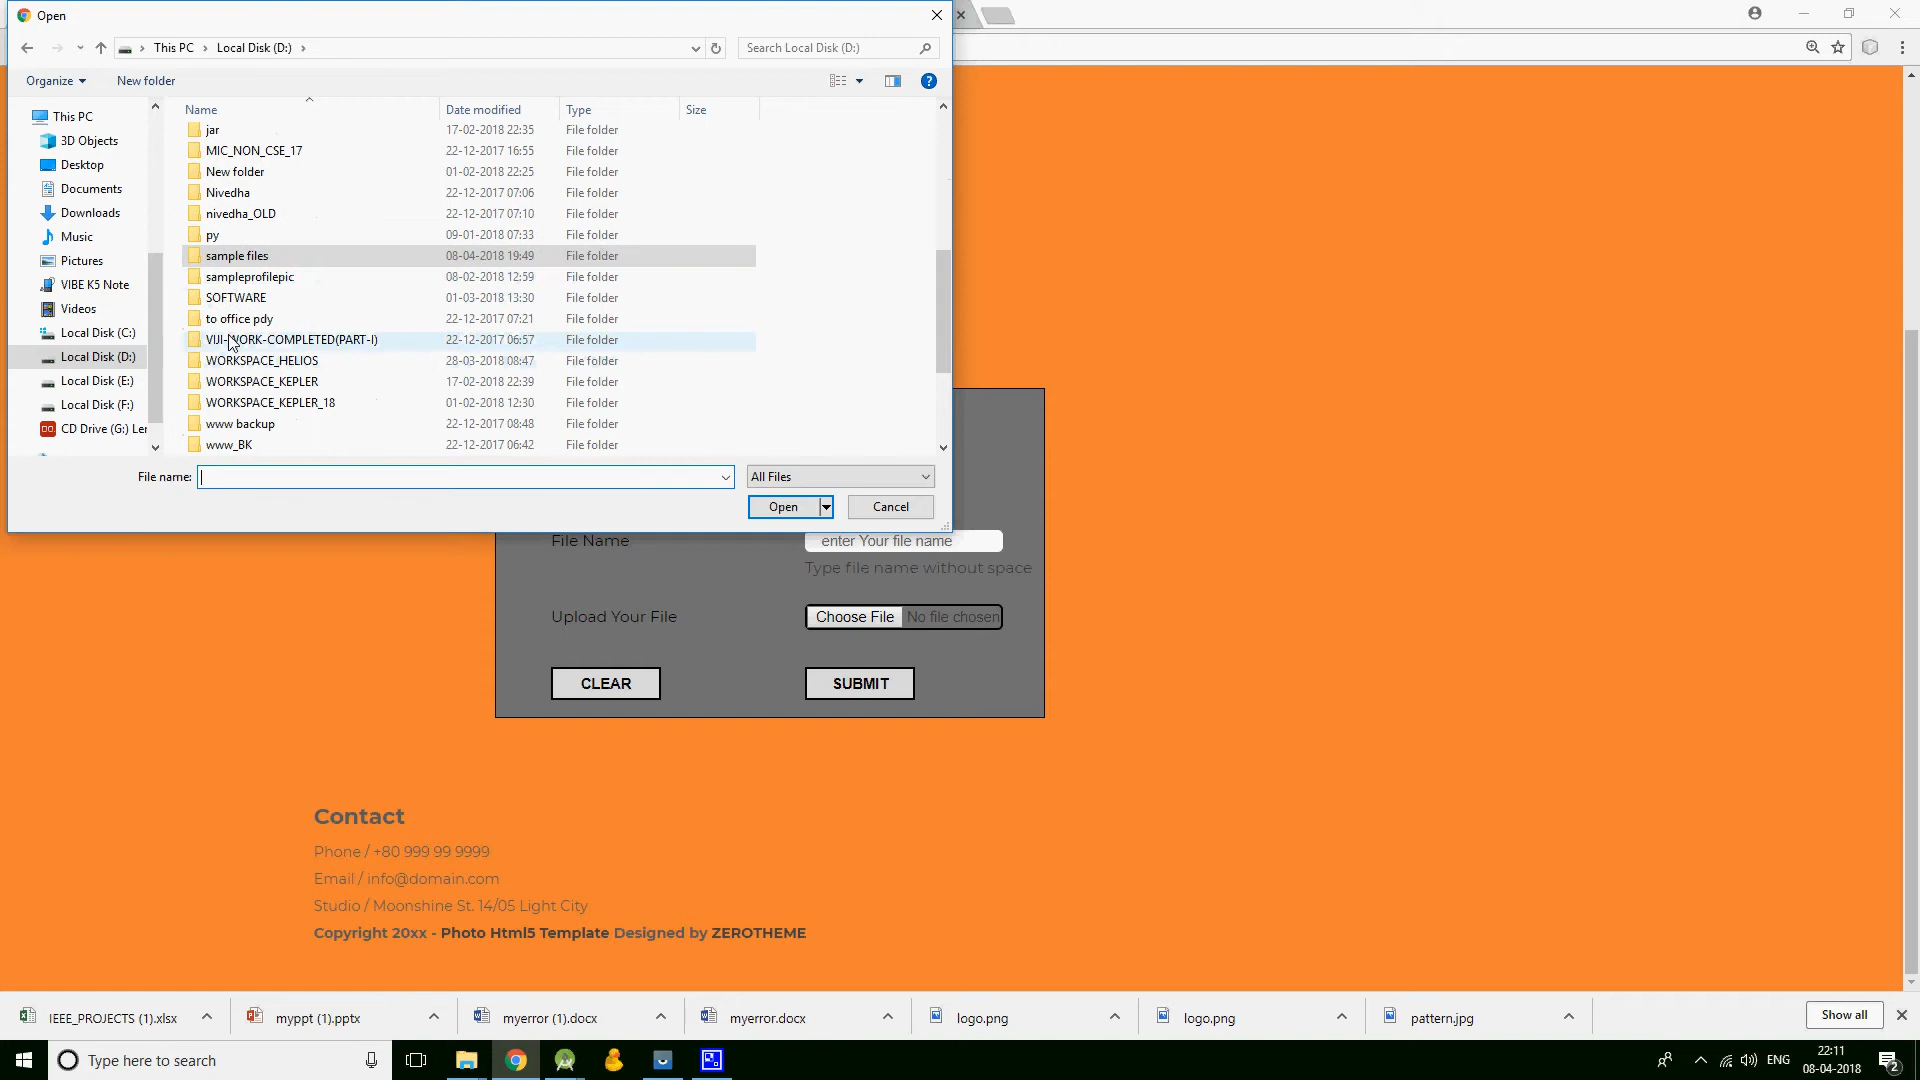 Open
This PC
Local Disk (D:)
Search Local Disk (D:)
Organize
New folder
This PC
3D Objects
Desktop
Documents
Downloads
Music
Pictures
VIBE K5 Note
Videos
Local Disk (C:)
Local Disk (D:)
Local Disk (E:)
Local Disk (F:)
CD Drive (G:) Ler
Name Date modified Type Size
jar 17-02-2018 22:35 File folder
MIC_NON_CSE_17 22-12-2017 16:55 File folder
New folder 01-02-2018 22:25 File folder
Nivedha 22-12-2017 07:06 File folder
nivedha_OLD 22-12-2017 07:10 File folder
py 09-01-2018 07:33 File folder
sample files 08-04-2018 19:49 File folder
sampleprofilepic 08-02-2018 12:59 File folder
SOFTWARE 01-03-2018 13:30 File folder
to office pdy 22-12-2017 07:21 File folder
VIJI-WORK-COMPLETED(PART-I) 22-12-2017 06:57 File folder
WORKSPACE_HELIOS 28-03-2018 08:47 File folder
WORKSPACE_KEPLER 17-02-2018 22:39 File folder
WORKSPACE_KEPLER_18 01-02-2018 12:30 File folder
www backup 22-12-2017 08:48 File folder
www_BK 22-12-2017 06:42 File folder
File name: All Files
Open Cancel
File Name enter Your file name
Type file name without space
Upload Your File Choose File No file chosen
CLEAR SUBMIT
Contact
Phone / +80 999 99 9999
Email / info@domain.com
Studio / Moonshine St. 14/05 Light City
Copyright 20xx - Photo Html5 Template Designed by ZEROTHEME
IEEE_PROJECTS (1).xlsx myppt (1).pptx myerror (1).docx myerror.docx logo.png logo.png pattern.jpg Show all
Type here to search
ENG
22:11
08-04-2018
2